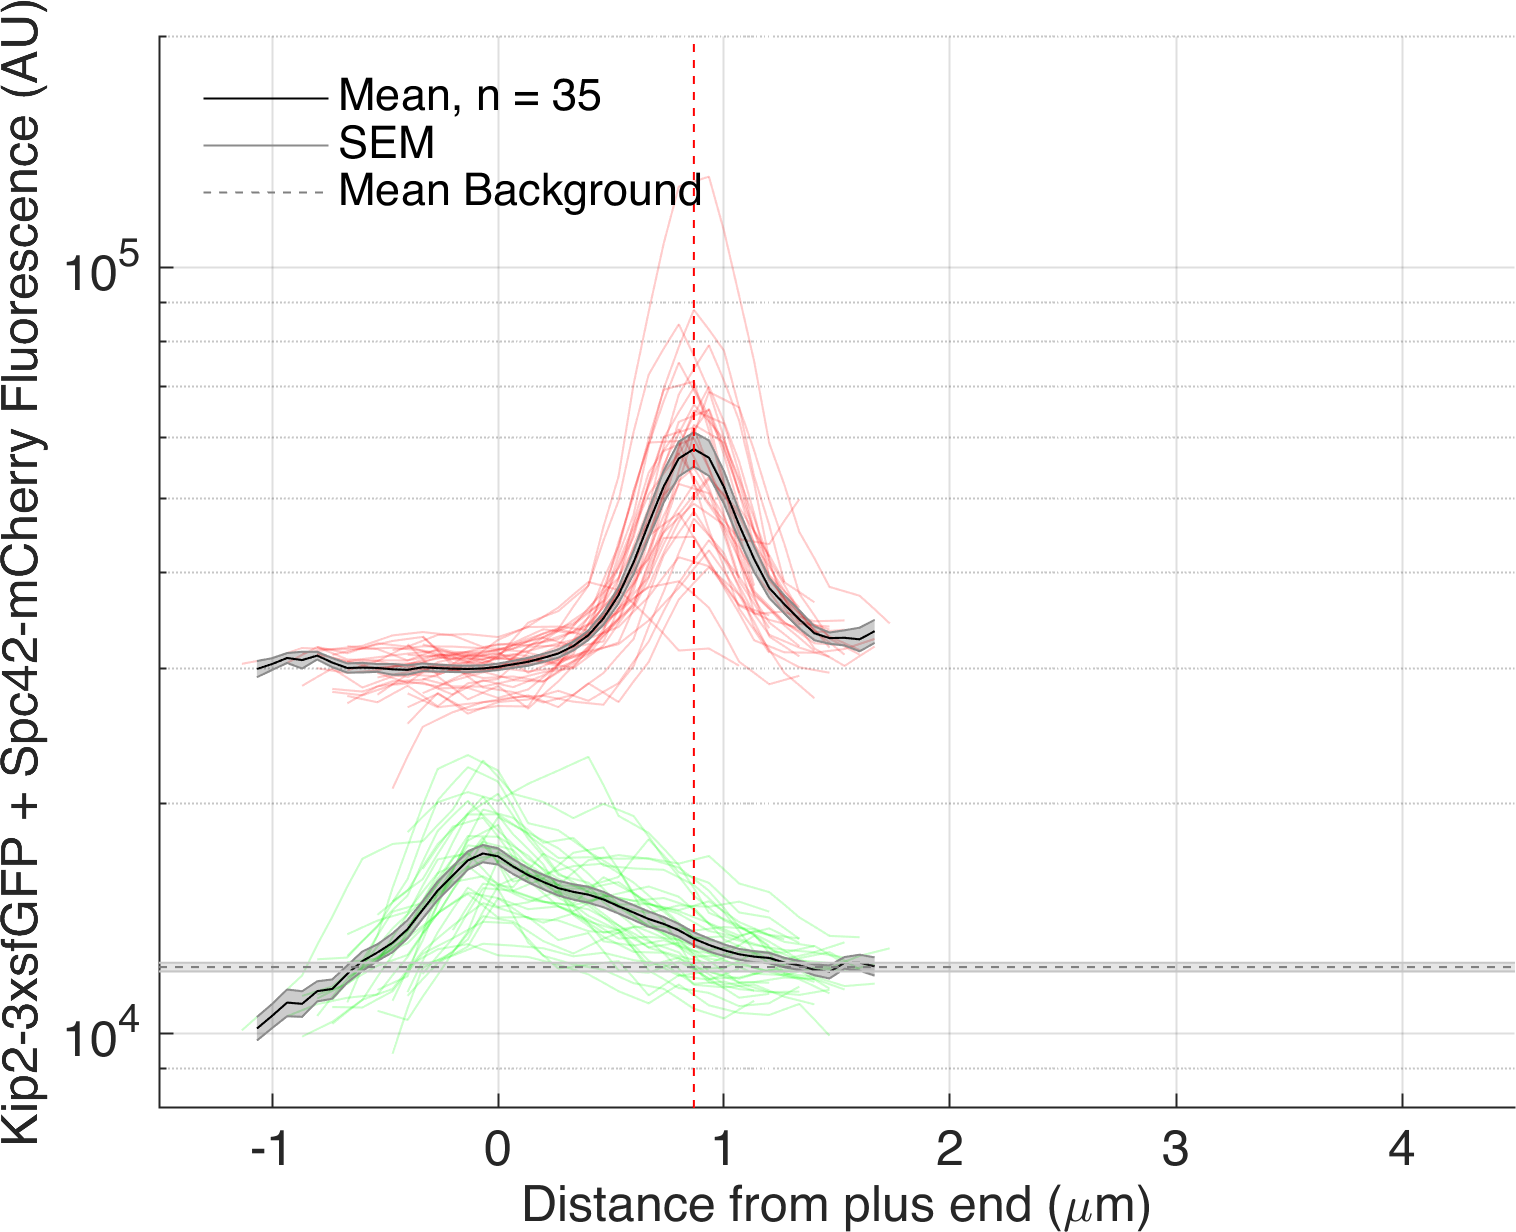 Kip2-3xsfGFP + Spc42-mCherry Fluorescence (AU)
Mean, n = 35
SEM
Mean Background
10^5
10^4
-1 0 1 2 3 4
Distance from plus end (μm)